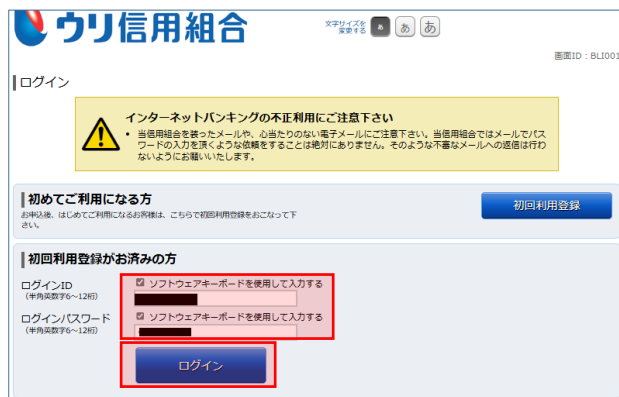 ウリ信用組合
文字サイズを
変更する
あ あ あ
画面ID：BLI001
ログイン
インターネットバンキングの不正利用にご注意下さい
• 当信用組合を装ったメールや、心当たりのない電子メールにご注意下さい。当信用組合ではメールでパス
ワードの入力を頂くような依頼をすることは絶対にありません。そのような不審なメールへの返信は行わ
ないようにお願いいたします。
初めてご利用になる方
お申込後、はじめてご利用になるお客様は、こちらで初回利用登録をおこなって下
さい。
初回利用登録
初回利用登録がお済みの方
ログインID
（半角英数字6～12桁）
ソフトウェアキーボードを使用して入力する
ログインパスワード
（半角英数字6～12桁）
ソフトウェアキーボードを使用して入力する
ログイン